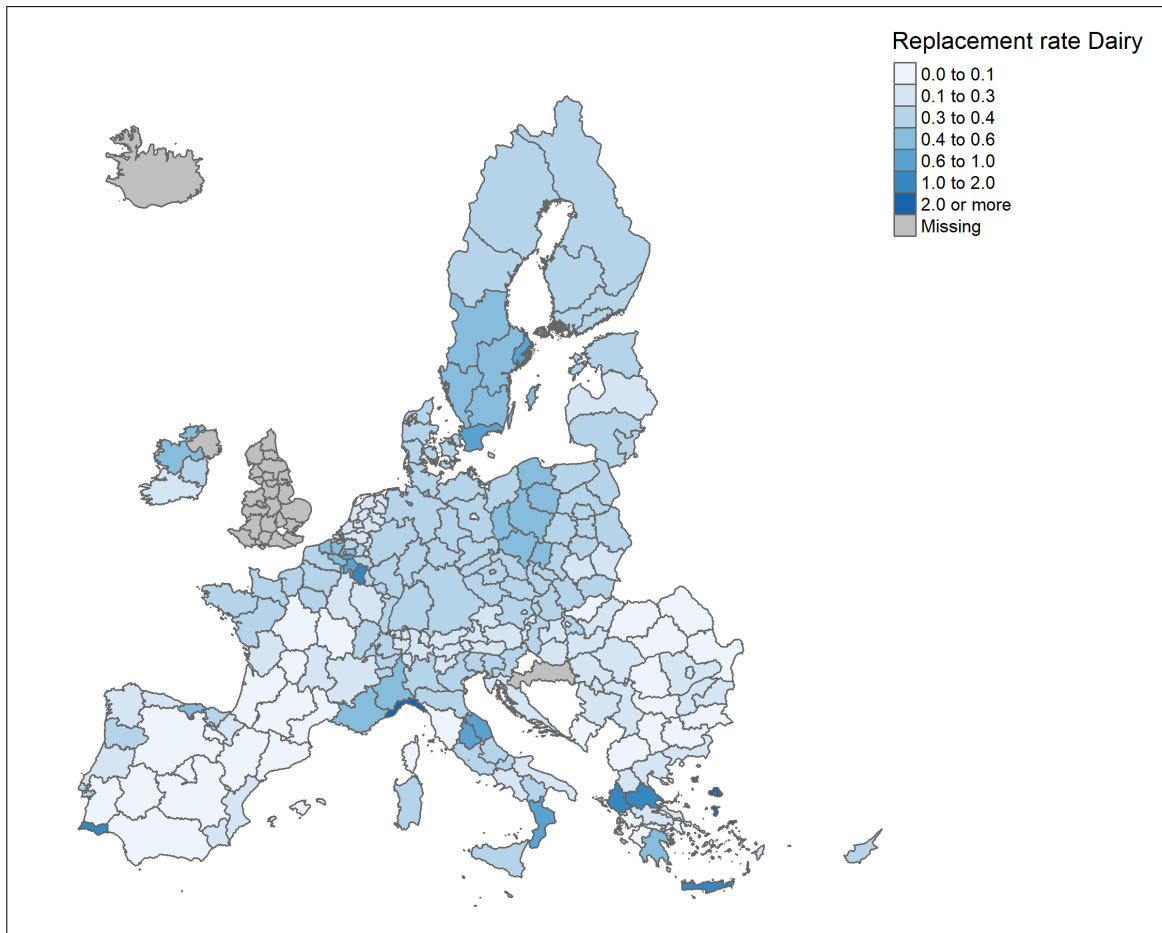 Replacement rate Dairy
0.0 to 0.1
0.1 to 0.3
0.3 to 0.4
0.4 to 0.6
0.6 to 1.0
1.0 to 2.0
2.0 or more
Missing